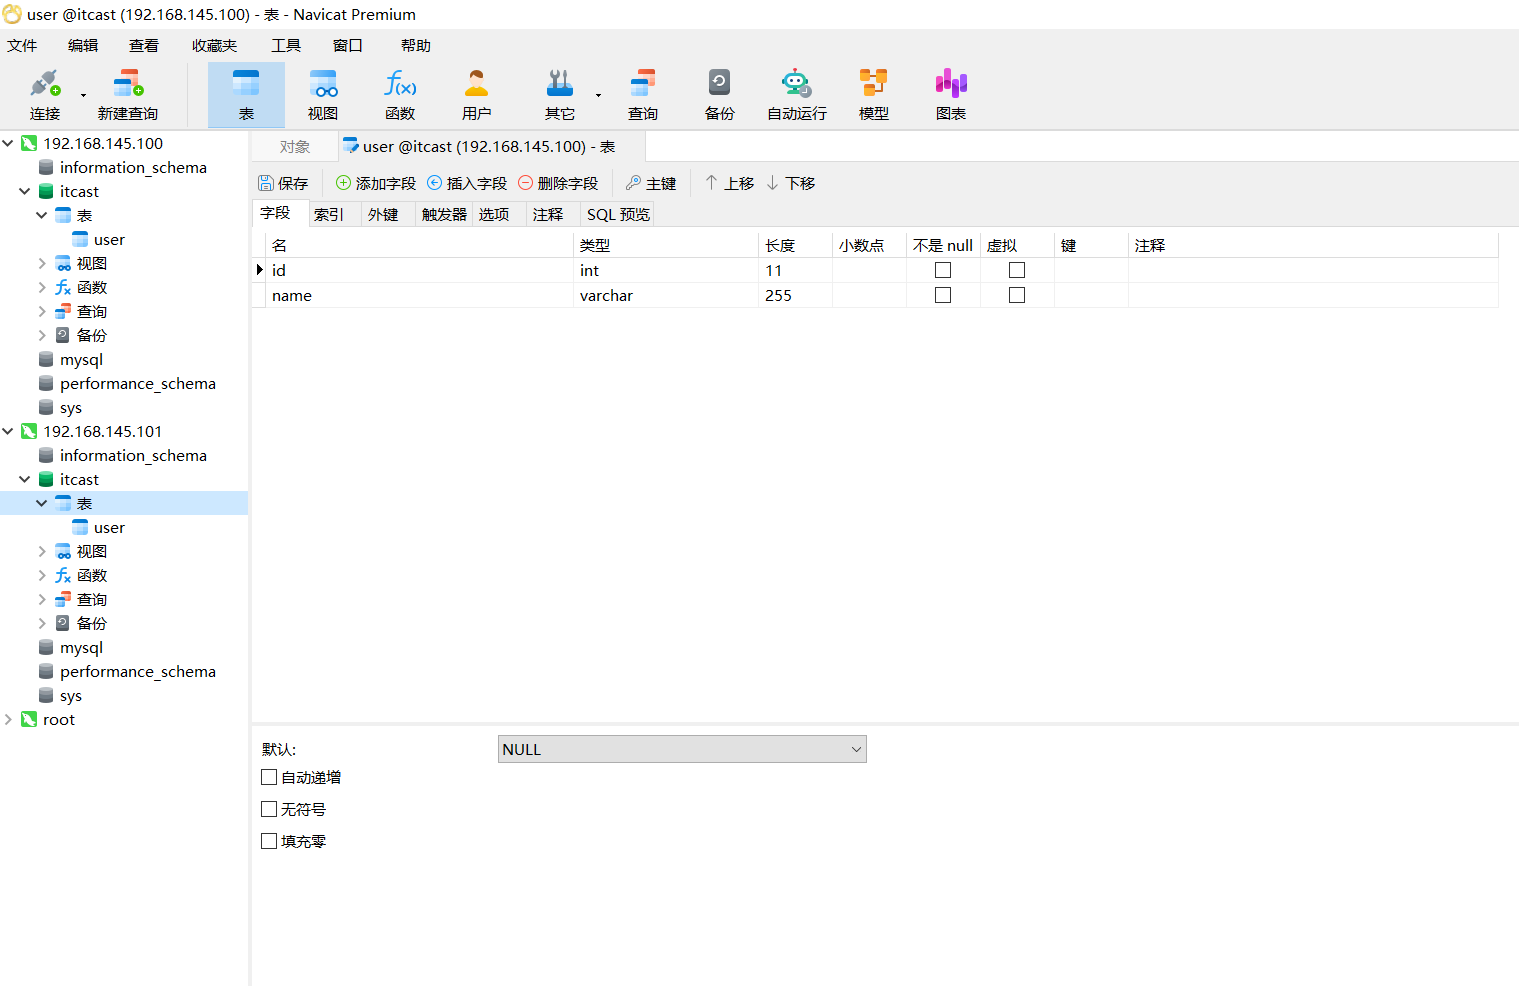 user @itcast (192.168.145.100) - 表 - Navicat Premium
文件 编辑 查看 收藏夹 工具 窗口 帮助
连接 新建查询 表 视图 函数 用户 其它 查询 备份 自动运行 模型 图表
192.168.145.100
information_schema
itcast
表
user
视图
函数
查询
备份
mysql
performance_schema
sys
192.168.145.101
information_schema
itcast
表
user
视图
函数
查询
备份
mysql
performance_schema
sys
root
对象 user @itcast (192.168.145.100) - 表
保存 添加字段 插入字段 删除字段 主键 上移 下移
字段 索引 外键 触发器 选项 注释 SQL 预览
名 类型 长度 小数点 不是 null 虚拟 键 注释
id int 11
name varchar 255
默认: NULL
自动递增
无符号
填充零